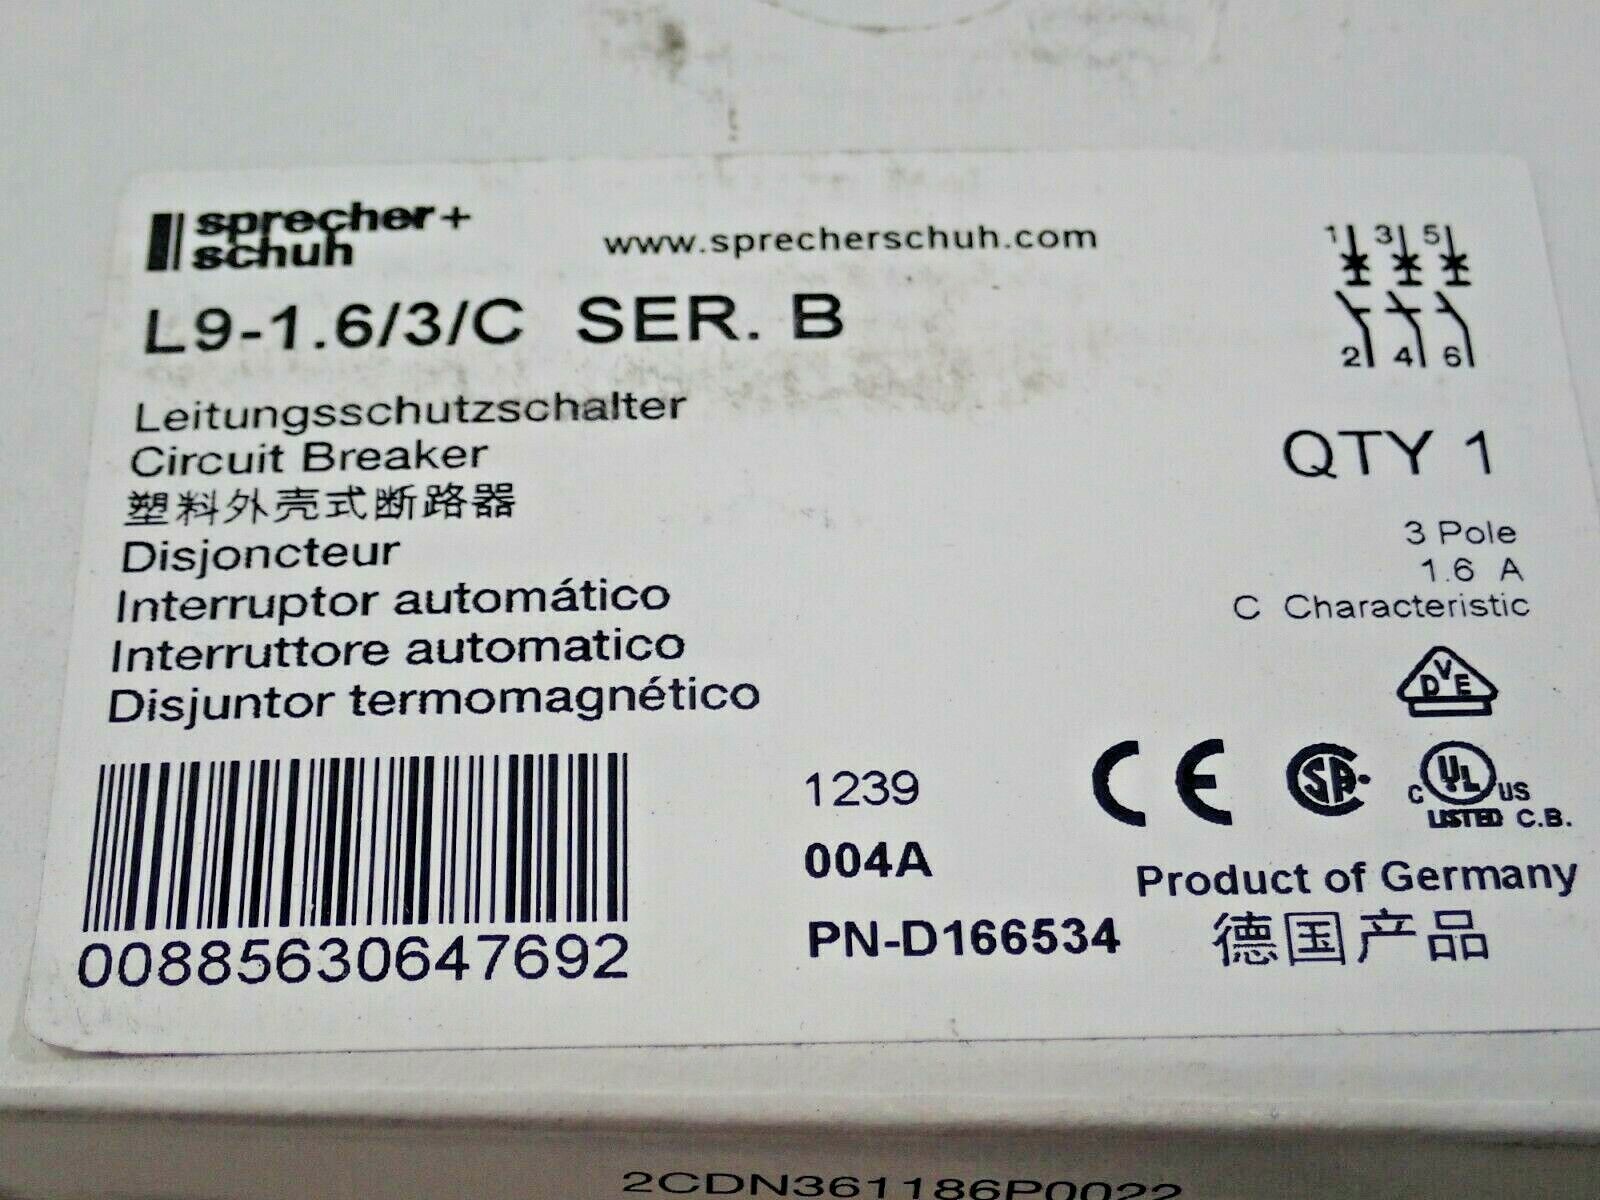 sprecher+
schuh
www.sprecherschuh.com
L9-1.6/3/C SER. B
1 3 5
2 4 6
Leitungsschutzschalter
Circuit Breaker
塑料外壳式断路器
Disjoncteur
Interruptor automático
Interruttore automatico
Disjuntor termomagnético
QTY 1
3 Pole
1.6 A
C Characteristic
DVE
CE
SA
C UL US
LISTED C.B.
1239
004A
PN-D166534
Product of Germany
德国产品
00885630647692
2CDN361186P0022